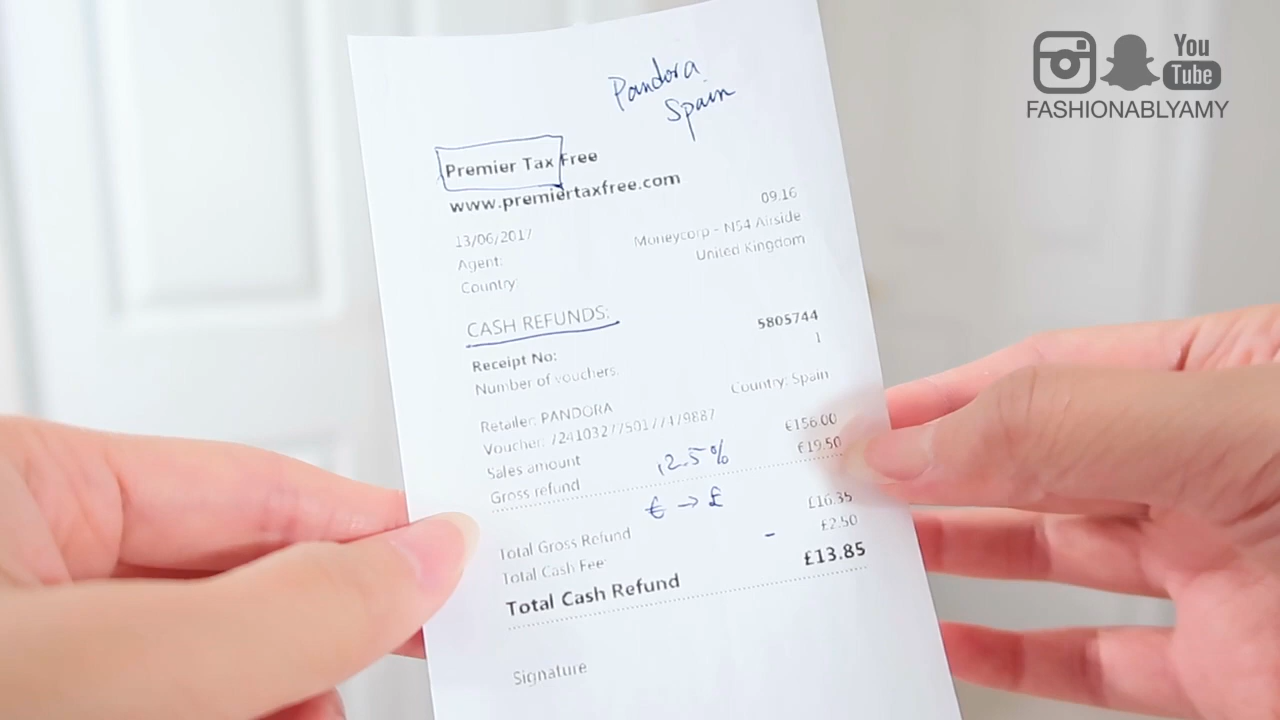 You
Tube
FASHIONABLYAMY
Pandora
Spain
Premier Tax Free
www.premiertaxfree.com
13/06/2017 09.16
Agent: Moneycorp - N54 Airside
Country: United Kingdom
CASH REFUNDS:
Receipt No: 5805744
Number of vouchers: 1
Retailer: PANDORA Country: Spain
Voucher: 72410327750177479887
Sales amount €156.00
Gross refund 12.5% €19.50
€ → £
Total Gross Refund £16.35
Total Cash Fee: - £2.50
Total Cash Refund £13.85
Signature